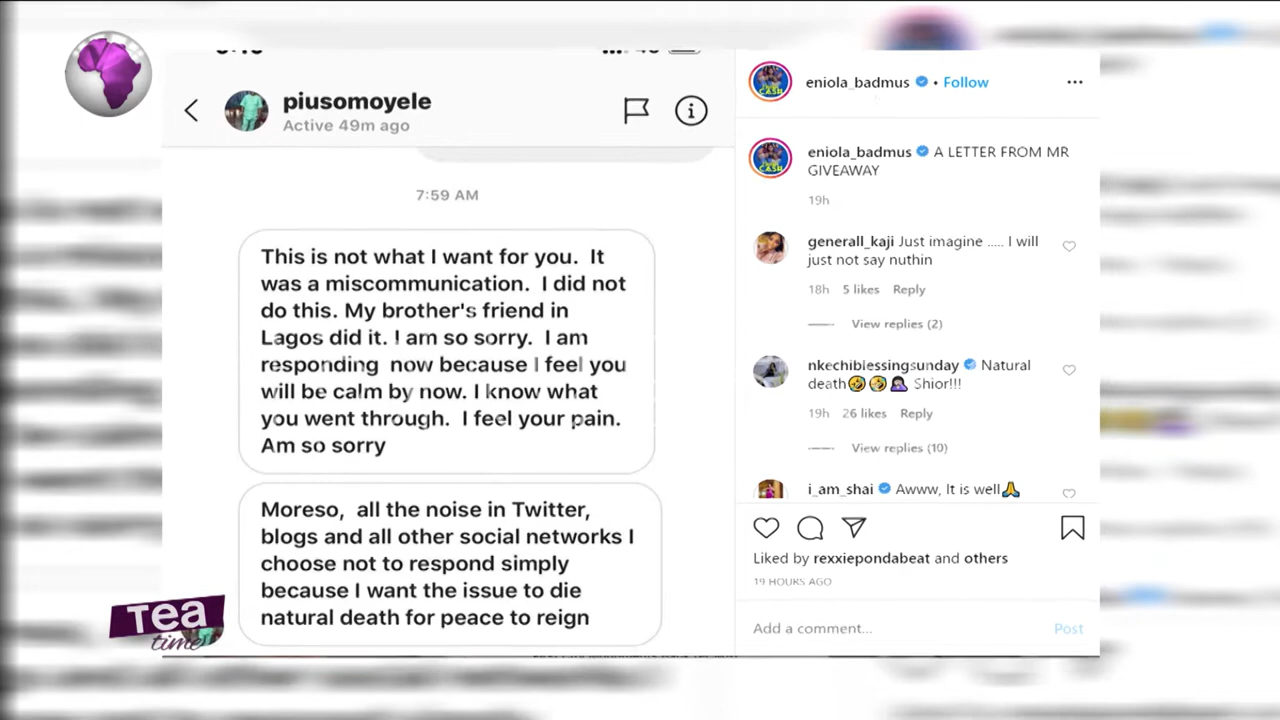 piusomoyele
Active 49m ago
7:59 AM
This is not what I want for you. It
was a miscommunication. I did not
do this. My brother's friend in
Lagos did it. I am so sorry. I am
responding now because I feel you
will be calm by now. I know what
you went through. I feel your pain.
Am so sorry
Moreso, all the noise in Twitter,
blogs and all other social networks I
choose not to respond simply
because I want the issue to die
natural death for peace to reign
eniola_badmus • Follow
eniola_badmus A LETTER FROM MR
GIVEAWAY
19h
generall_kaji Just imagine ..... I will
just not say nuthin
18h 5 likes Reply
View replies (2)
nkechiblessingsunday Natural
death🤣🤣🤦🏻‍♀️ Shior!!!
19h 26 likes Reply
View replies (10)
i_am_shai Awww, It is well🙏
Liked by rexxiepondabeat and others
19 HOURS AGO
Add a comment... Post
Tea
time